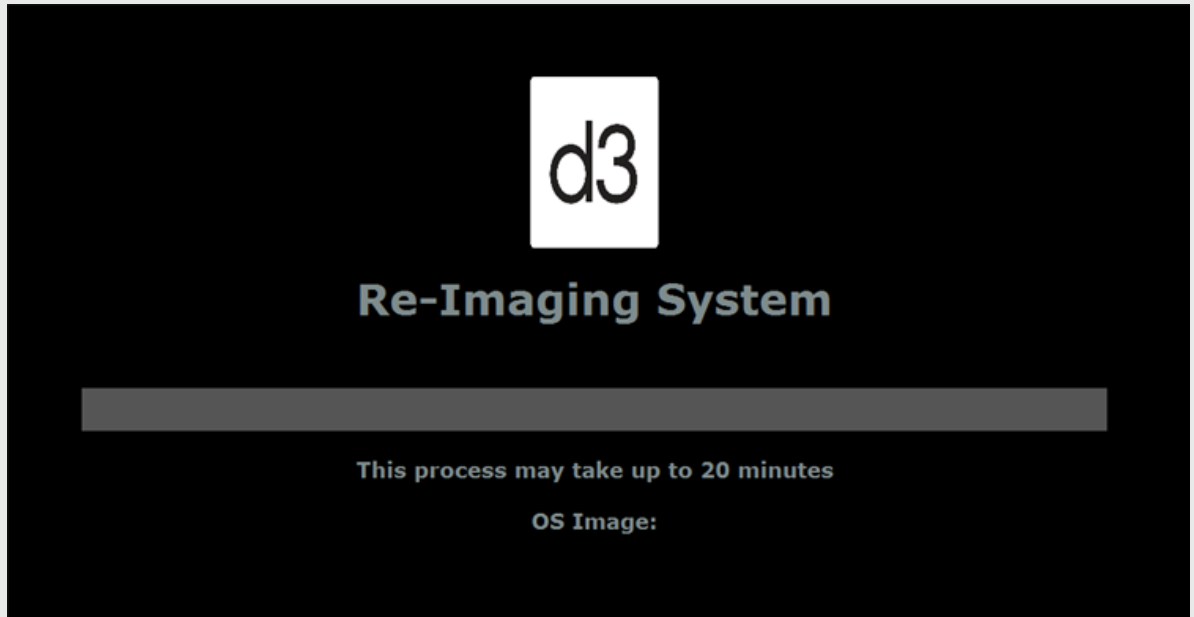 d3
Re-Imaging System
This process may take up to 20 minutes
OS Image: